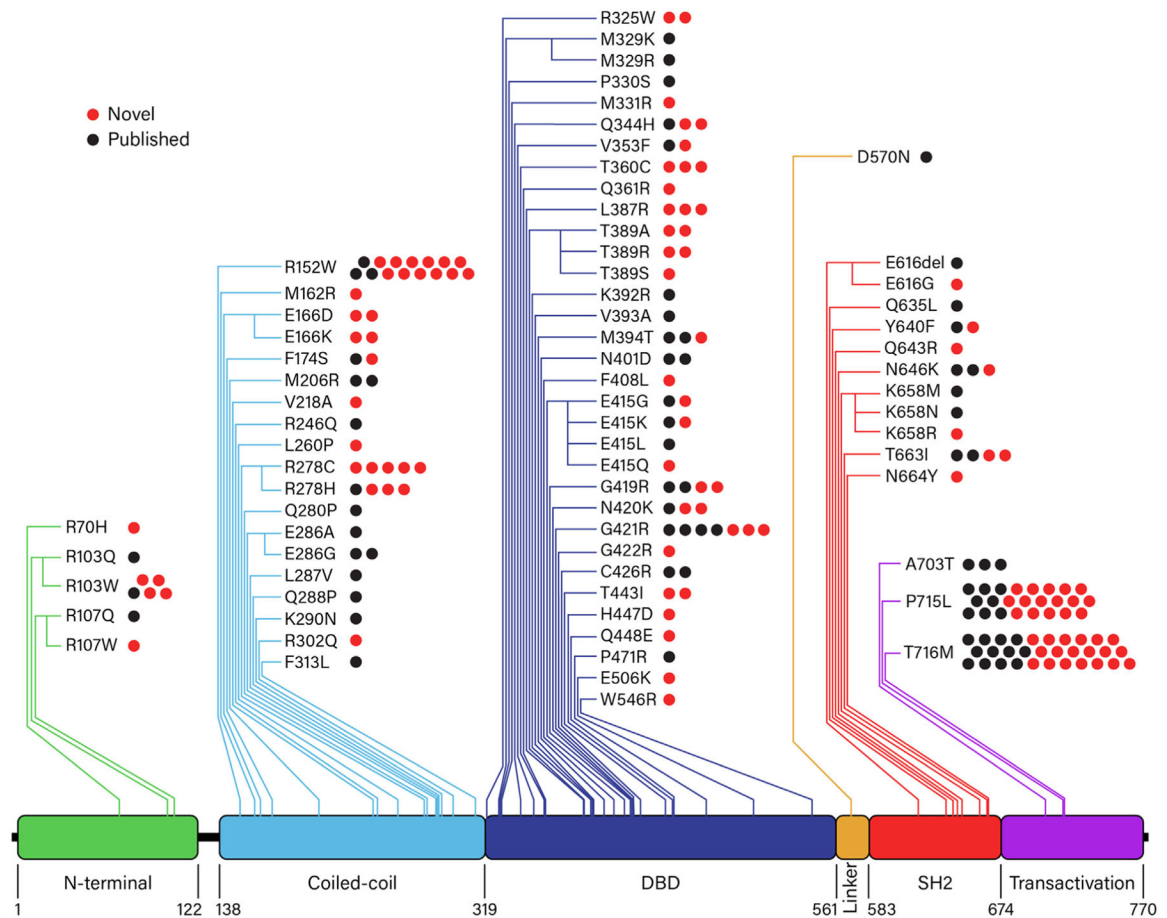 Novel
Published
R70H
R103Q
R103W
R107Q
R107W
R152W
M162R
E166D
E166K
F174S
M206R
V218A
R246Q
L260P
R278C
R278H
Q280P
E286A
E286G
L287V
Q288P
K290N
R302Q
F313L
R325W
M329K
M329R
P330S
M331R
Q344H
V353F
T360C
Q361R
L387R
T389A
T389R
T389S
K392R
V393A
M394T
N401D
F408L
E415G
E415K
E415L
E415Q
G419R
N420K
G421R
G422R
C426R
T443I
H447D
Q448E
P471R
E506K
W546R
D570N
E616del
E616G
Q635L
Y640F
Q643R
N646K
K658M
K658N
K658R
T663I
N664Y
A703T
P715L
T716M
N-terminal
Coiled-coil
DBD
Linker
SH2
Transactivation
1
122
138
319
561
583
674
770